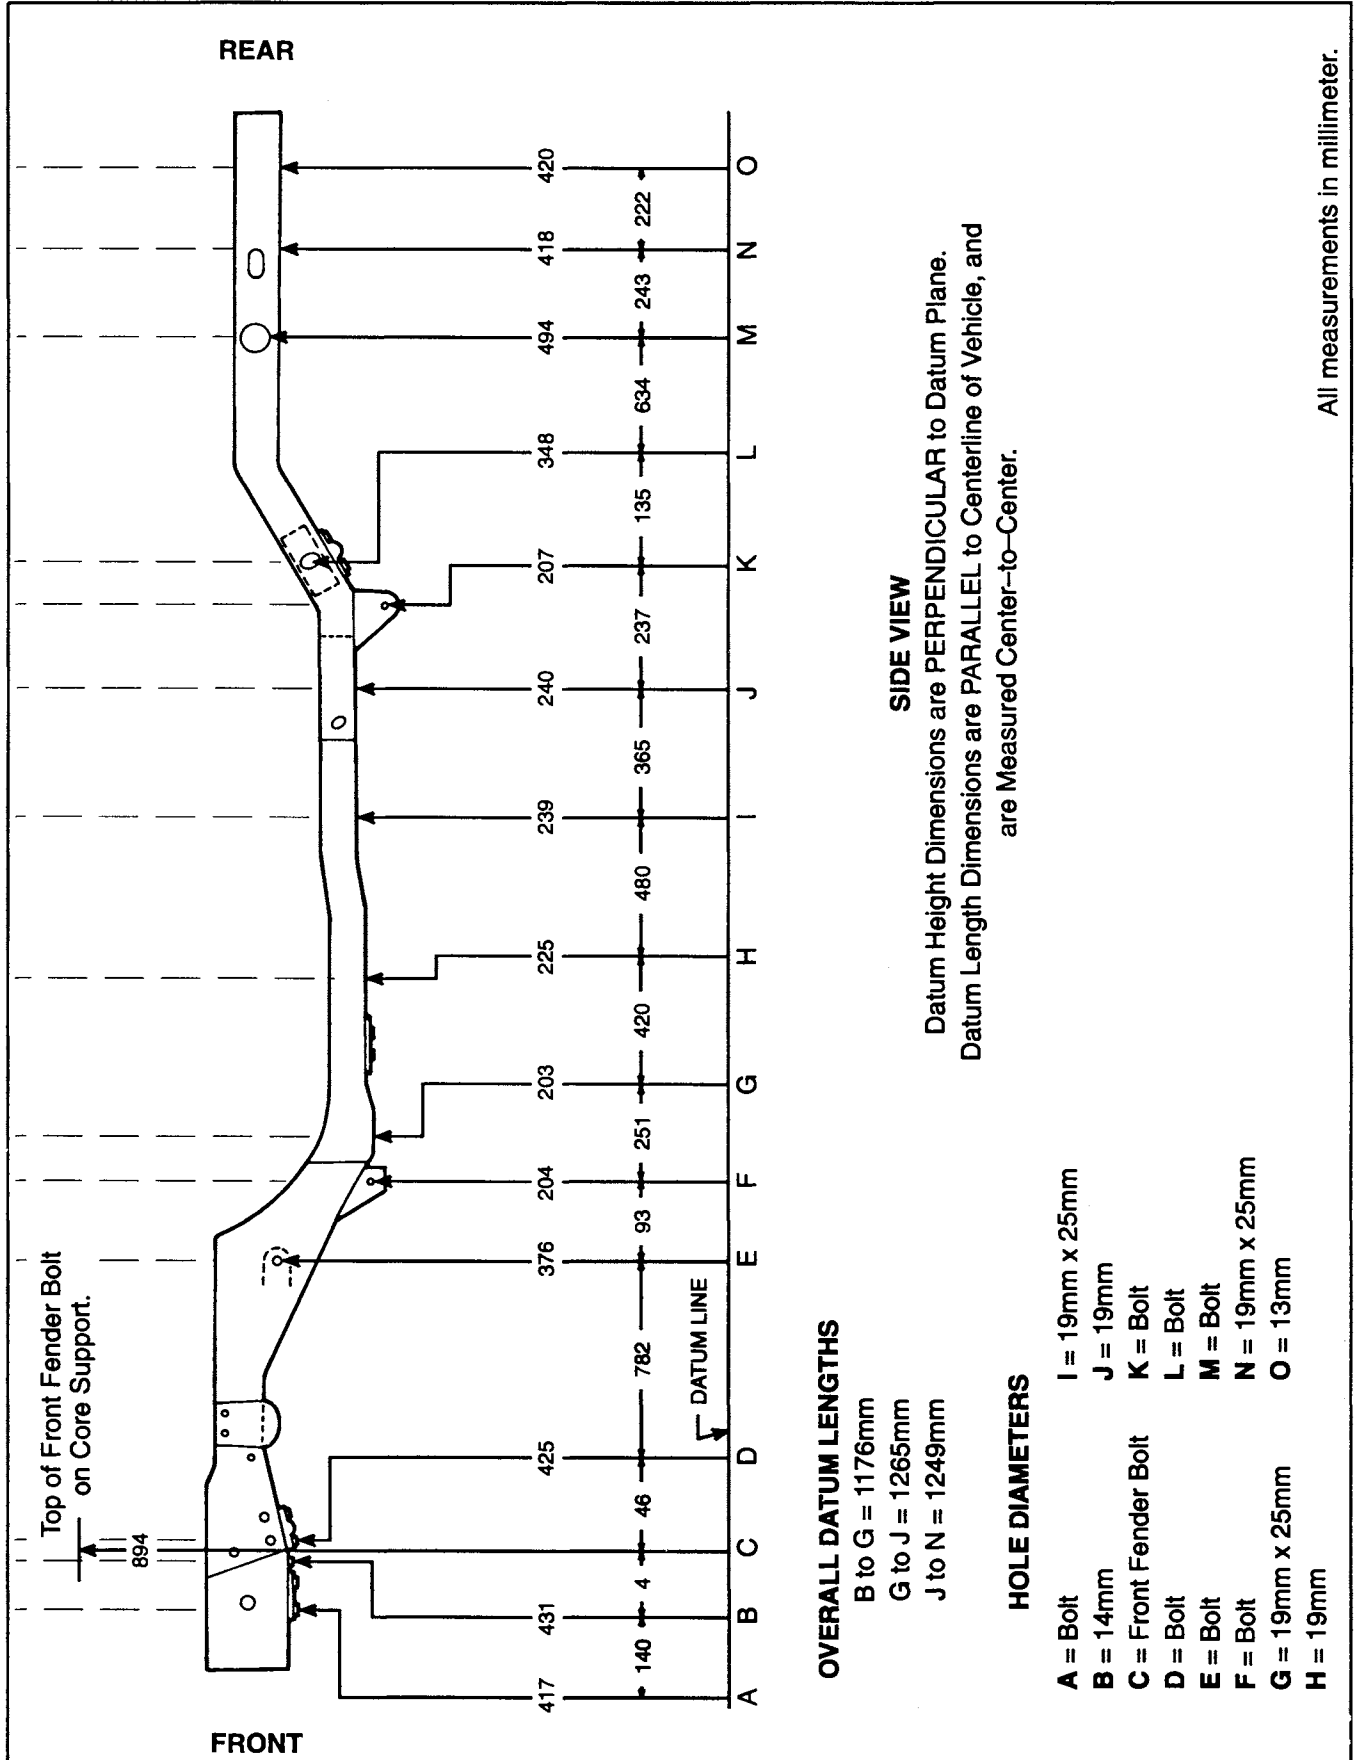 FRONT
REAR
Top of Front Fender Bolt
on Core Support.
894
417
431
425
376
204
203
225
239
240
207
348
494
418
420
140
4
46
782
93
251
420
480
365
237
135
634
243
222
DATUM LINE
A
B
C
D
E
F
G
H
I
J
K
L
M
N
O
OVERALL DATUM LENGTHS
B to G = 1176mm
G to J = 1265mm
J to N = 1249mm
SIDE VIEW
Datum Height Dimensions are PERPENDICULAR to Datum Plane.
Datum Length Dimensions are PARALLEL to Centerline of Vehicle, and
are Measured Center-to-Center.
HOLE DIAMETERS
A = Bolt
B = 14mm
C = Front Fender Bolt
D = Bolt
E = Bolt
F = Bolt
G = 19mm x 25mm
H = 19mm
I = 19mm x 25mm
J = 19mm
K = Bolt
L = Bolt
M = Bolt
N = 19mm x 25mm
O = 13mm
All measurements in millimeter.